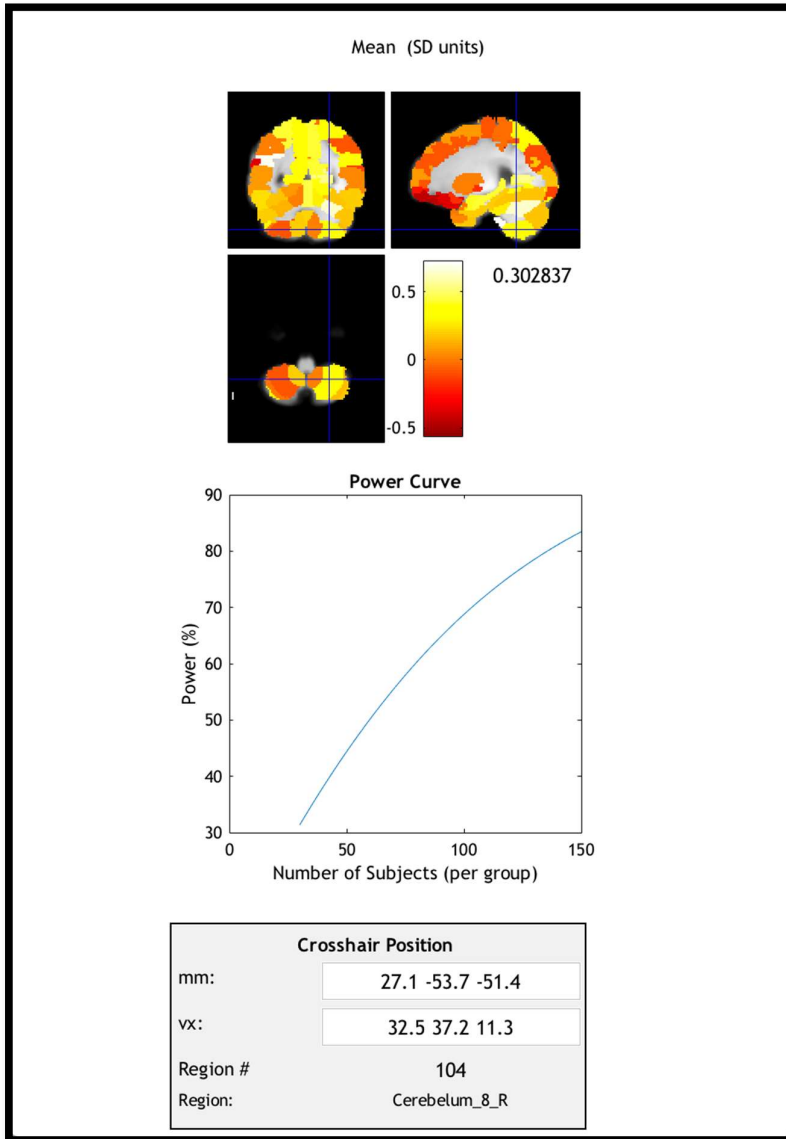 Mean (SD units)
0.5
0
-0.5
0.302837
Power Curve
90
80
70
60
50
40
30
Power (%)
0
50
100
150
Number of Subjects (per group)
Crosshair Position
mm:
27.1 -53.7 -51.4
vx:
32.5 37.2 11.3
Region #
104
Region:
Cerebelum_8_R